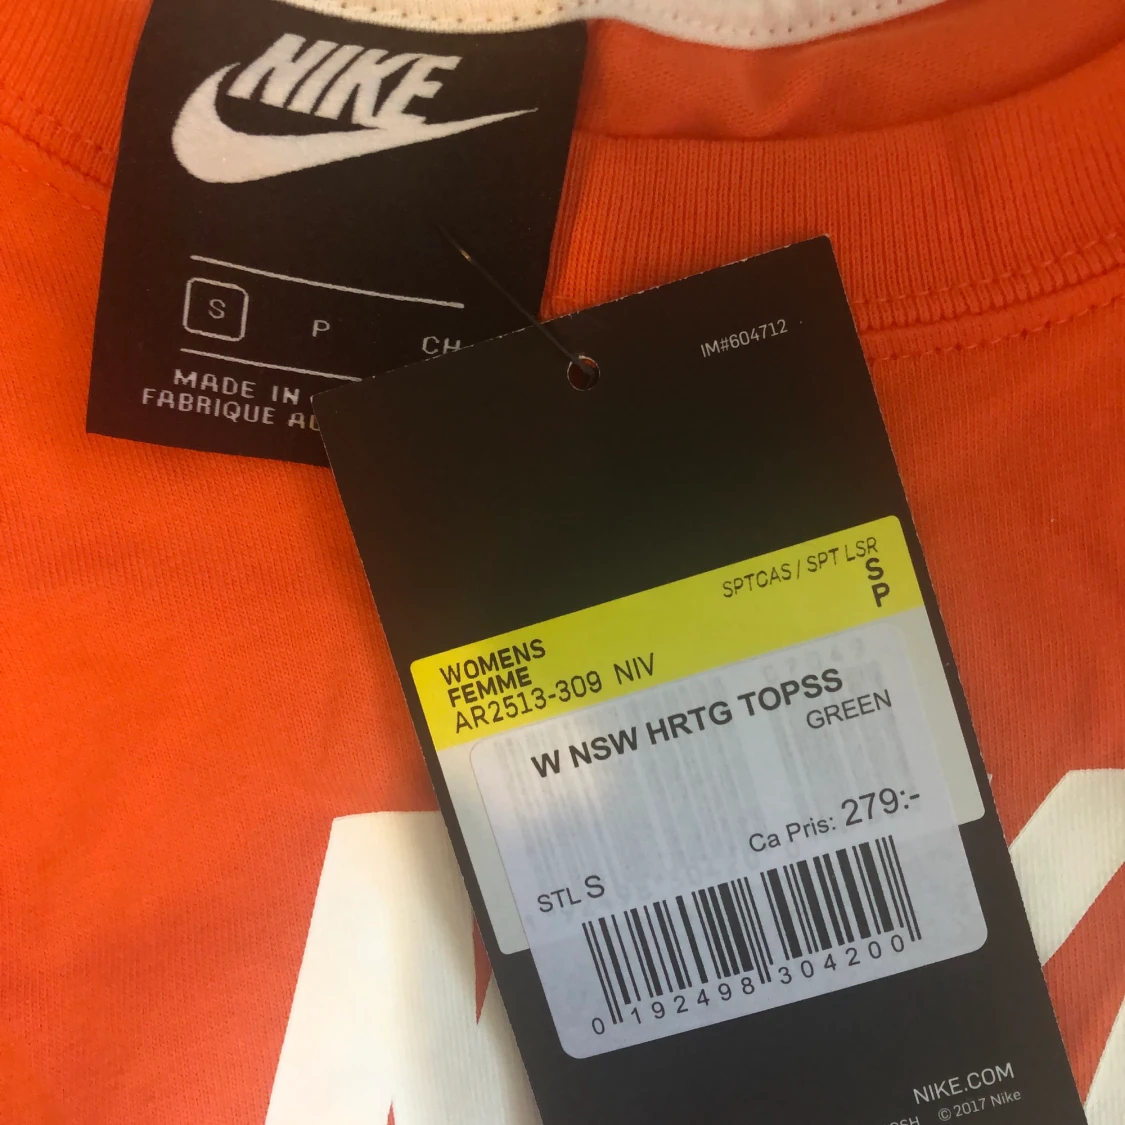 NIKE
S P CH
MADE IN
FABRIQUE AU
IM#604712
SPTCAS / SPT LSR
S
P
WOMENS
FEMME
AR2513-309 NIV
W NSW HRTG TOPSS
GREEN
Ca Pris: 279:-
STL S
0 192498 304200
NIKE.COM
© 2017 Nike